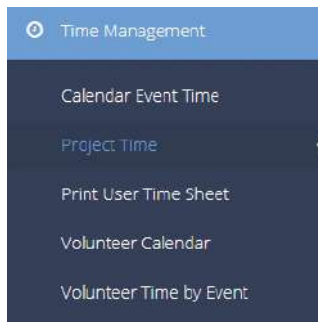 Time Management
Calendar Event Time
Project Time
Print User Time Sheet
Volunteer Calendar
Volunteer Time by Event